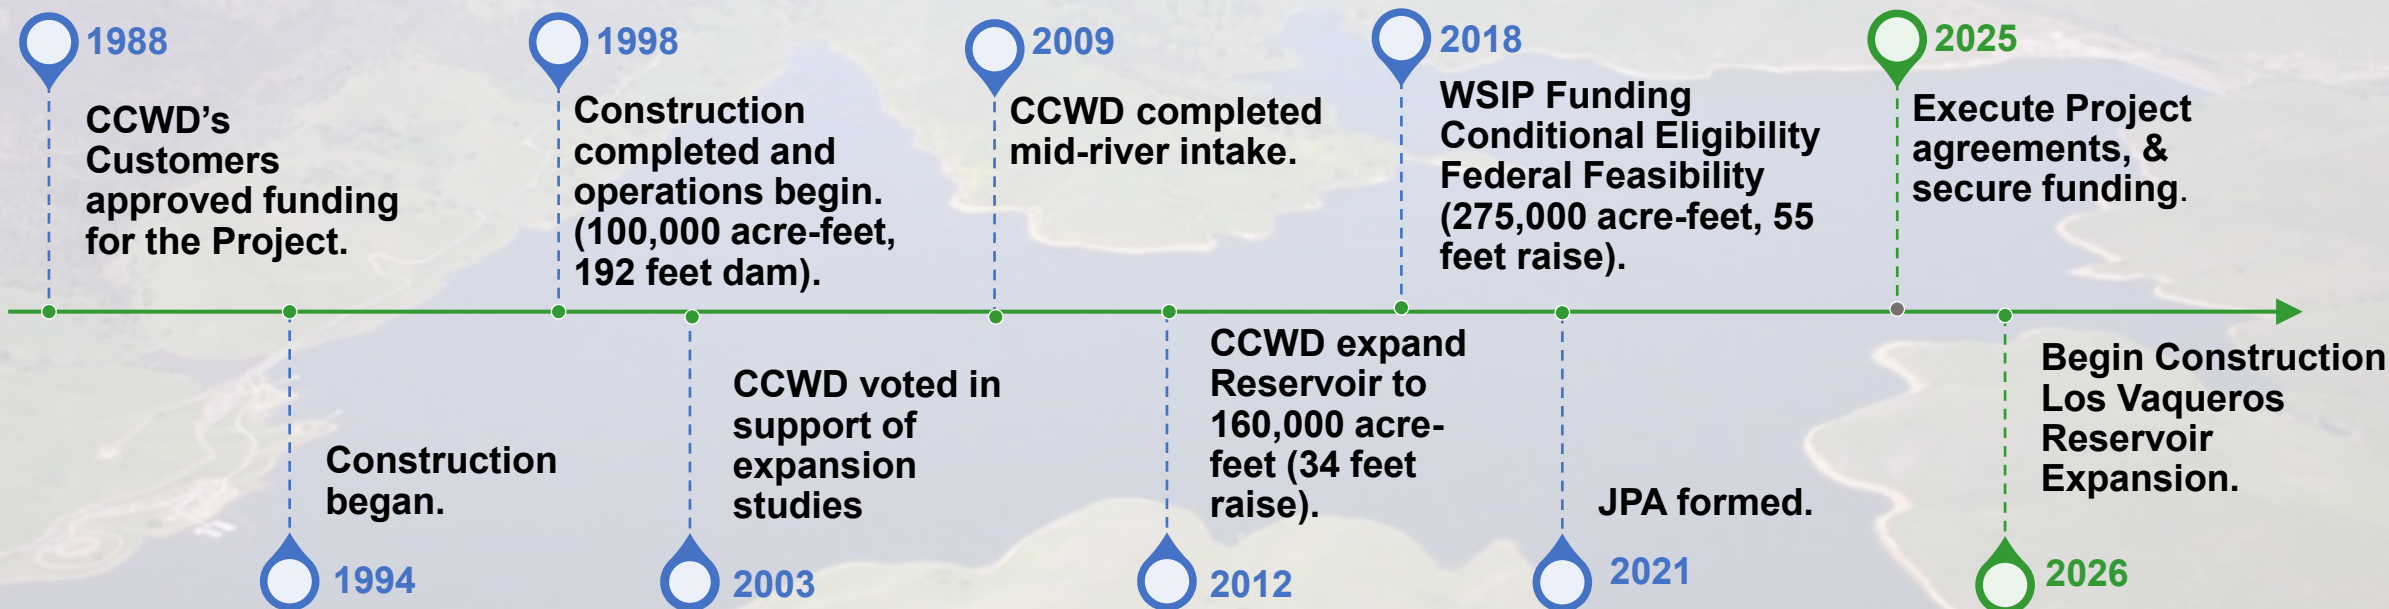 1988
CCWD’s
Customers
approved funding
for the Project.
1994
Construction
began.
1998
Construction
completed and
operations begin.
(100,000 acre-feet,
192 feet dam).
2003
CCWD voted in
support of
expansion
studies
2009
CCWD completed
mid-river intake.
2012
CCWD expand
Reservoir to
160,000 acre-
feet (34 feet
raise).
2018
WSIP Funding
Conditional Eligibility
Federal Feasibility
(275,000 acre-feet, 55
feet raise).
2021
JPA formed.
2025
Execute Project
agreements, &
secure funding.
2026
Begin Construction
Los Vaqueros
Reservoir
Expansion.